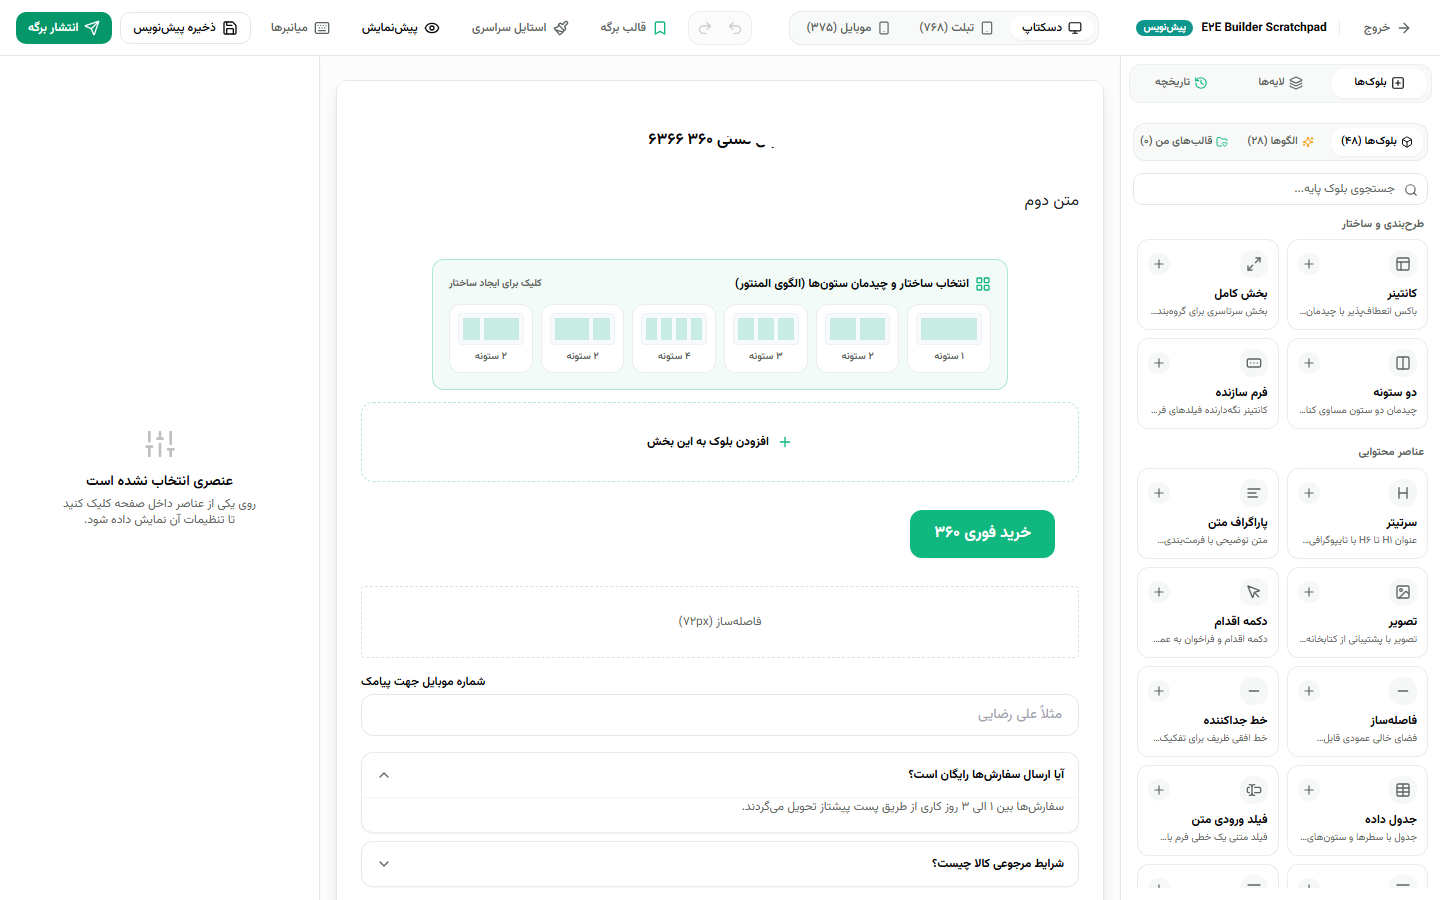 خروج
E2E Builder Scratchpad پیش‌نویس
دسکتاپ
تبلت (۷۶۸)
موبایل (۳۷۵)
قالب برگه
استایل سراسری
پیش‌نمایش
میانبرها
ذخیره پیش‌نویس
انتشار برگه
بلوک‌ها
لایه‌ها
تاریخچه
بلوک‌ها (۴۸)
الگوها (۲۸)
قالب‌های من (۰)
جستجوی بلوک پایه...
طرح‌بندی و ساختار
کانتینر
باکس انعطاف‌پذیر با چیدمان...
بخش کامل
بخش سرتاسری برای گروه‌بند...
دو ستونه
چیدمان دو ستون مساوی کنا...
فرم سازنده
کانتینر نگه‌دارنده فیلدهای فر...
عناصر محتوایی
سرتیتر
عنوان H1 تا H6 با تایپوگرافی...
پاراگراف متن
متن توضیحی با فرمت‌بندی...
تصویر
تصویر با پشتیبانی از کتابخانه...
دکمه اقدام
دکمه اقدام و فراخوان به عمـ...
فاصله‌ساز
فضای خالی عمودی قابل...
خط جداکننده
خط افقی ظریف برای تفکیک...
جدول داده
جدول با سطرها و ستون‌های...
فیلد ورودی متن
فیلد متنی یک خطی فرم با...
۳۶۰ ۶۳۶۶
متن دوم
انتخاب ساختار و چیدمان ستون‌ها (الگوی المنتور)
کلیک برای ایجاد ساختار
۱ ستونه
۲ ستونه
۳ ستونه
۴ ستونه
۲ ستونه
۲ ستونه
افزودن بلوک به این بخش
خرید فوری ۳۶۰
فاصله‌ساز (۷۲px)
شماره موبایل جهت پیامک
مثلاً علی رضایی
آیا ارسال سفارش‌ها رایگان است؟
سفارش‌ها بین ۱ الی ۳ روز کاری از طریق پست پیشتاز تحویل می‌گردند.
شرایط مرجوعی کالا چیست؟
عنصری انتخاب نشده است
روی یکی از عناصر داخل صفحه کلیک کنید
تا تنظیمات آن نمایش داده شود.